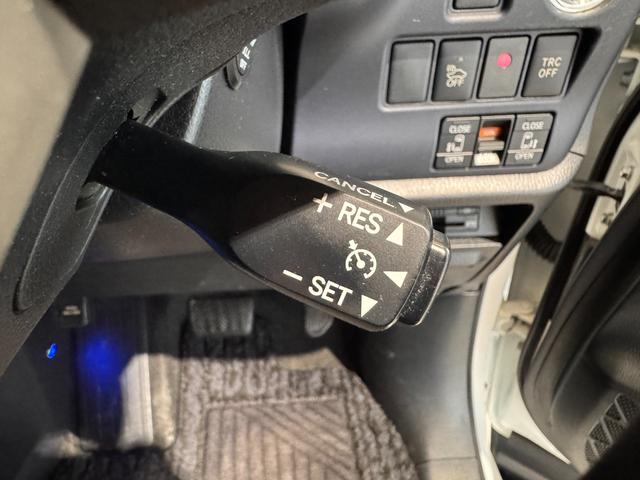 OFF
TRC
OFF
CLOSE
OPEN
CLOSE
OPEN
CANCEL
+ RES
− SET